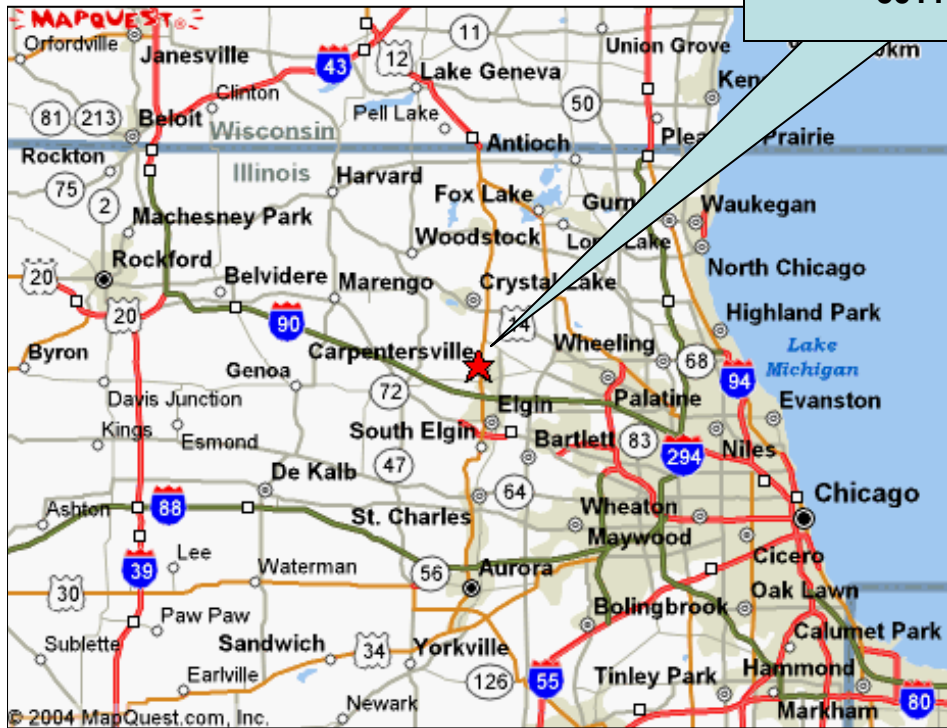 MAPQUEST®
Orfordville
Janesville
11
Union Grove
43
12
Lake Geneva
Clinton
Pell Lake
50
81
213
Beloit
Wisconsin
Antioch
Prairie
Rockton
Illinois
Harvard
75
2
Fox Lake
Waukegan
Machesney Park
Woodstock
Lake
Rockford
North Chicago
20
Belvidere
Marengo
Crystal Lake
20
90
14
Highland Park
Byron
Carpentersville
Wheeling
68
Lake
Michigan
Genoa
72
94
Davis Junction
Elgin
Palatine
Evanston
Kings
Esmond
South Elgin
Bartlett
83
294
Niles
47
De Kalb
64
Chicago
Ashton
88
St. Charles
Wheaton
Maywood
Lee
Cicero
39
Waterman
56
Aurora
30
Oak Lawn
Paw Paw
Bolingbrook
Calumet Park
Sublette
Sandwich
34
Yorkville
Hammond
Earlville
126
55
Tinley Park
80
Newark
Markham
© 2004 MapQuest.com, Inc.